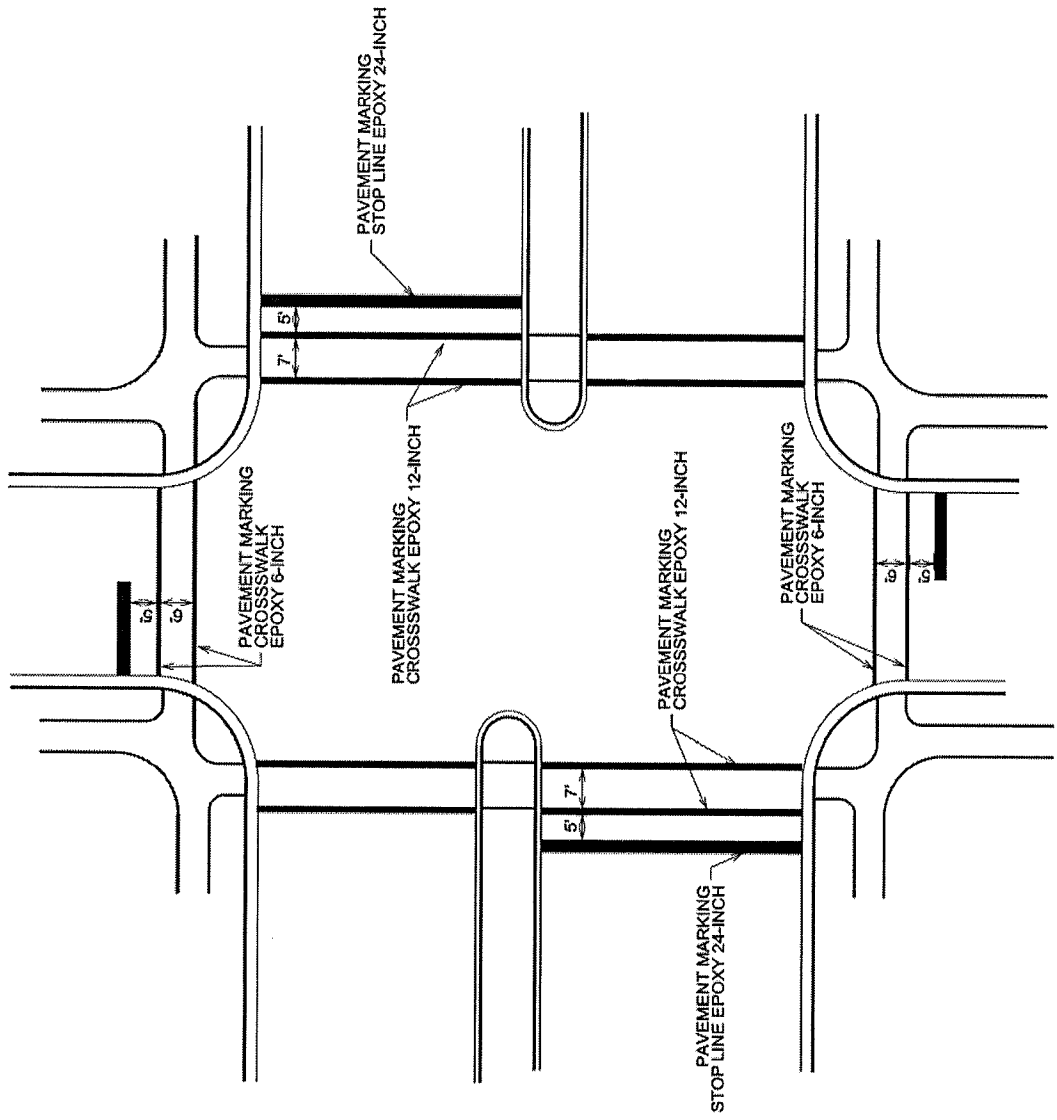 PAVEMENT MARKING
STOP LINE EPOXY 24-INCH
5'
7'
PAVEMENT MARKING
CROSSSWALK
EPOXY 6-INCH
5'
6'
PAVEMENT MARKING
CROSSSWALK EPOXY 12-INCH
PAVEMENT MARKING
CROSSSWALK EPOXY 12-INCH
PAVEMENT MARKING
CROSSSWALK
EPOXY 6-INCH
6'
5'
7'
5'
PAVEMENT MARKING
STOP LINE EPOXY 24-INCH